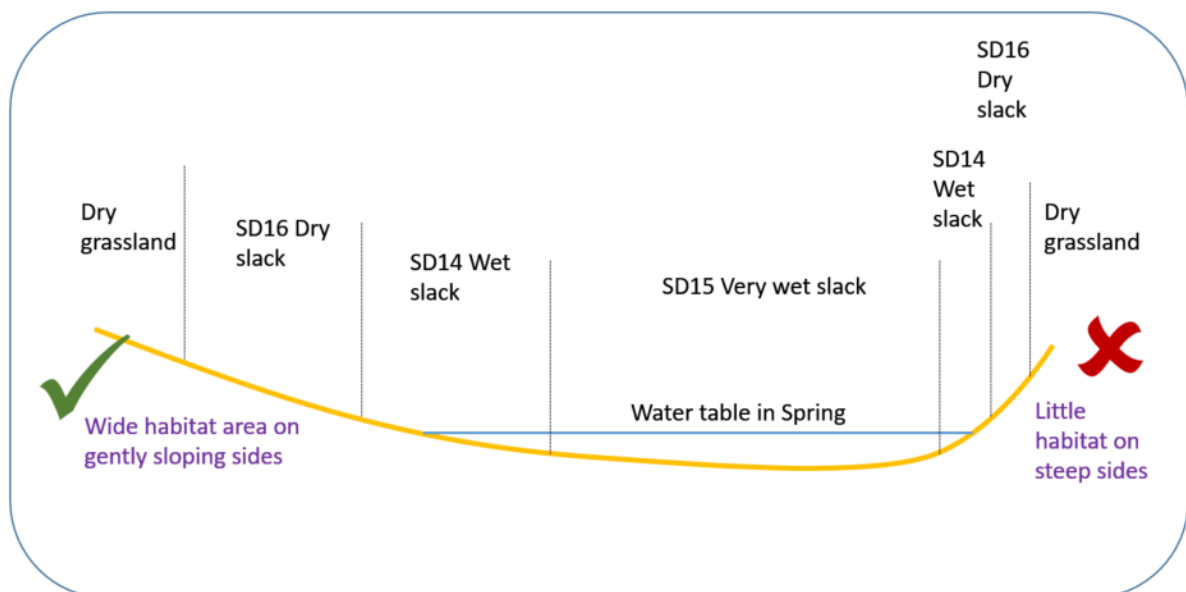 SD16
Dry
slack
SD14
Wet
slack
Dry
grassland
SD16 Dry
slack
SD14 Wet
slack
SD15 Very wet slack
Dry
grassland
Water table in Spring
Wide habitat area on
gently sloping sides
Little
habitat on
steep sides